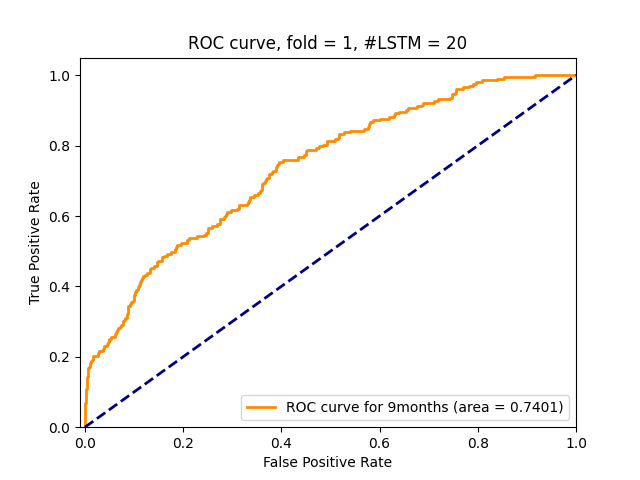 ROC curve, fold = 1, #LSTM = 20
True Positive Rate
1.0
0.8
0.6
0.4
0.2
0.0
ROC curve for 9months (area = 0.7401)
0.0 0.2 0.4 0.6 0.8 1.0
False Positive Rate